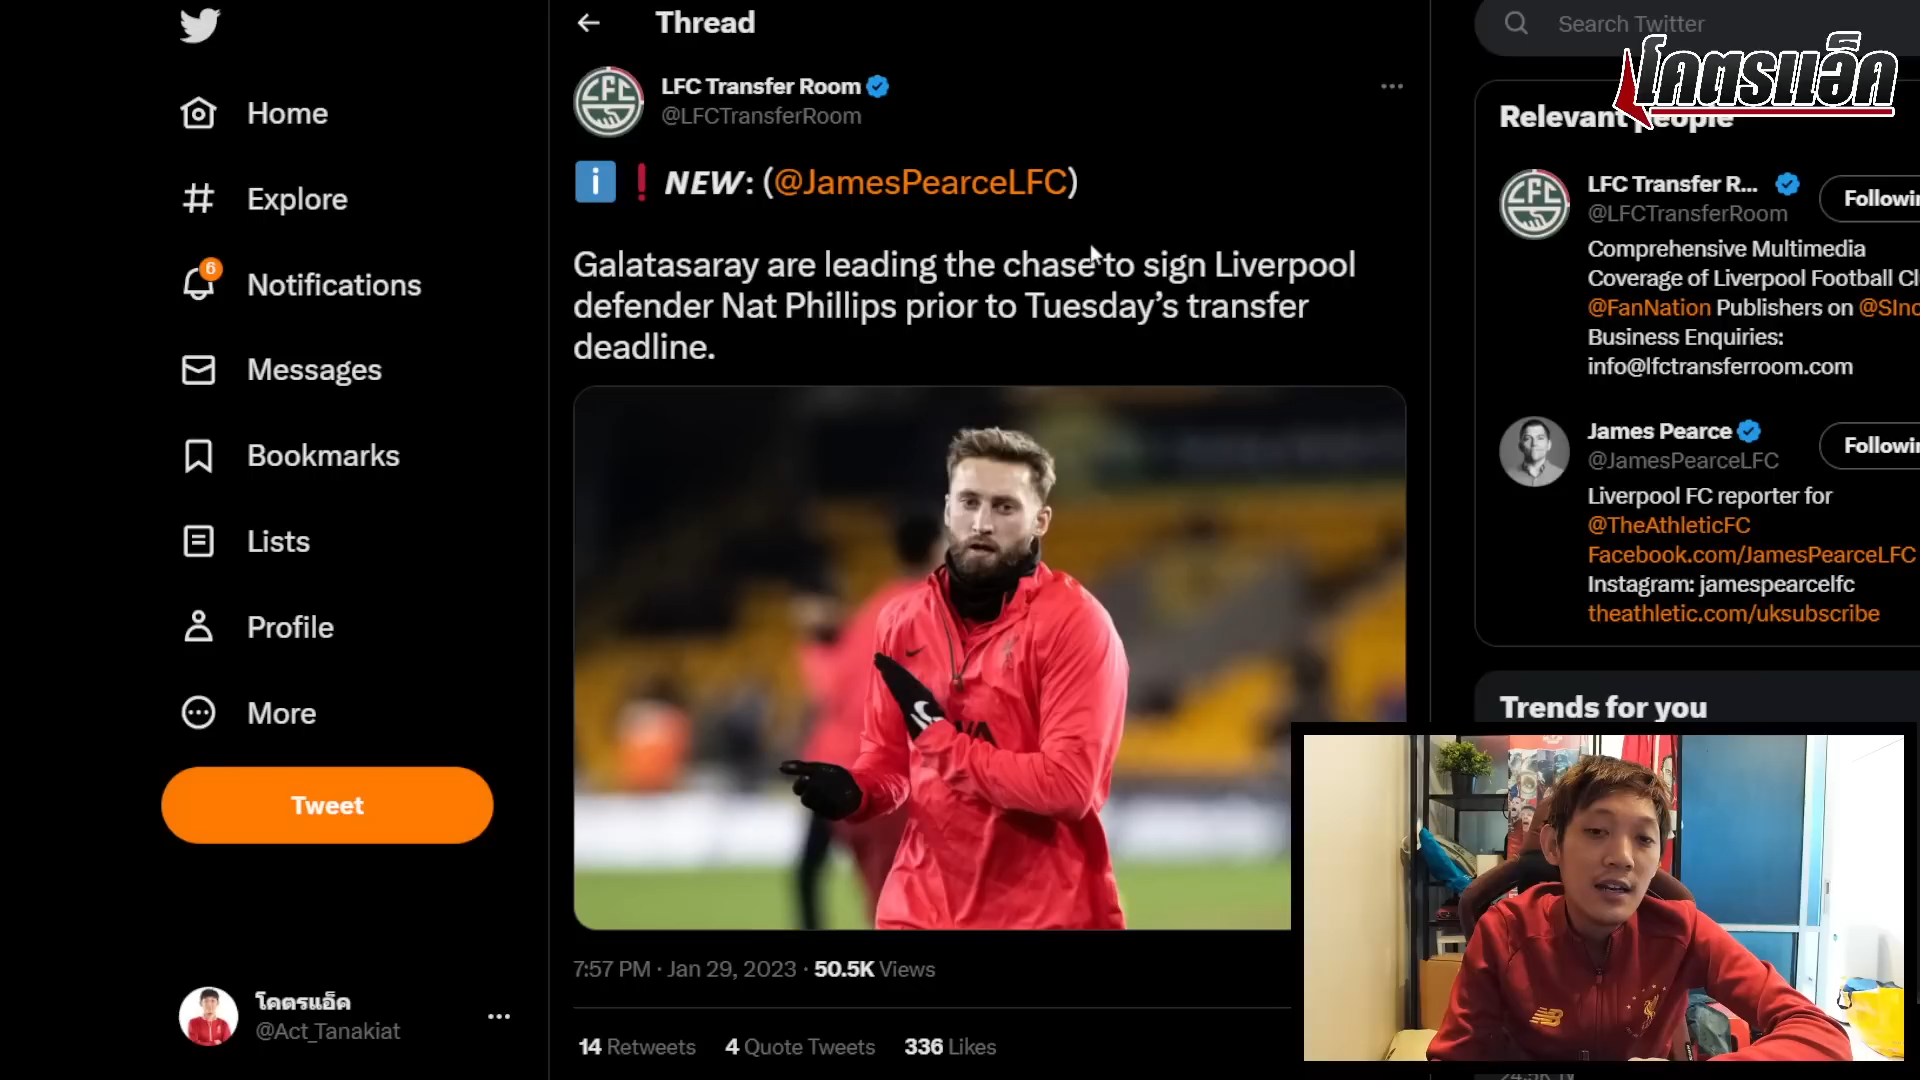 Home
Explore
6
Notifications
Messages
Bookmarks
Lists
Profile
More
Tweet
โคตรแอ็ค
@Act_Tanakiat
Thread
LFC Transfer Room
@LFCTransferRoom
NEW: (@JamesPearceLFC)
Galatasaray are leading the chase to sign Liverpool
defender Nat Phillips prior to Tuesday’s transfer
deadline.
7:57 PM · Jan 29, 2023 · 50.5K Views
14 Retweets 4 Quote Tweets 336 Likes
Search Twitter
โคตรแอ็ค
Relevant people
LFC Transfer R...
@LFCTransferRoom
Comprehensive Multimedia
Coverage of Liverpool Football
@FanNation Publishers on
Business Enquiries:
info@lfctransferroom.com
James Pearce
@JamesPearceLFC
Liverpool FC reporter for
@TheAthleticFC
Facebook.com/JamesPearceLFC
Instagram: jamespearcelfc
theathletic.com/uksubscribe
Trends for you